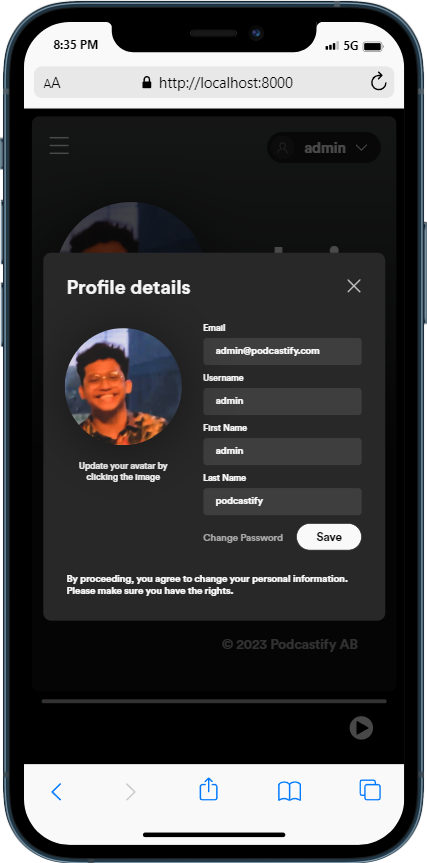 8:35 PM
5G
AA
http://localhost:8000
admin
Profile details
Email
admin@podcastify.com
Username
admin
First Name
admin
Update your avatar by
clicking the image
Last Name
podcastify
Change Password
Save
By proceeding, you agree to change your personal information.
Please make sure you have the rights.
© 2023 Podcastify AB